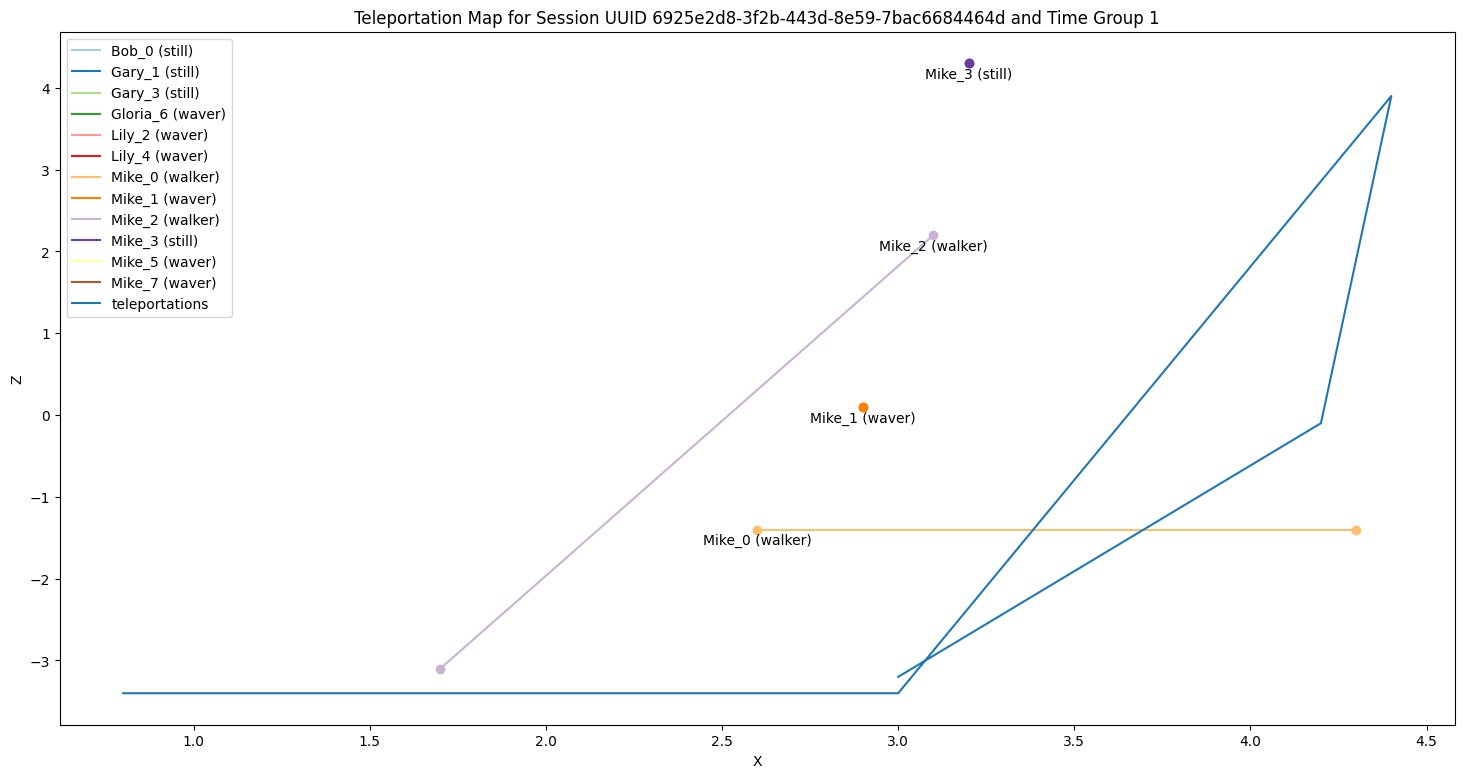 Teleportation Map for Session UUID 6925e2d8-3f2b-443d-8e59-7bac6684464d and Time Group 1
Bob_0 (still)
Gary_1 (still)
Gary_3 (still)
Gloria_6 (waver)
Lily_2 (waver)
Lily_4 (waver)
Mike_0 (walker)
Mike_1 (waver)
Mike_2 (walker)
Mike_3 (still)
Mike_5 (waver)
Mike_7 (waver)
teleportations
Mike_3 (still)
Mike_2 (walker)
Mike_1 (waver)
Mike_0 (walker)
4
3
2
1
0
−1
−2
−3
Z
1.0 1.5 2.0 2.5 3.0 3.5 4.0 4.5
X